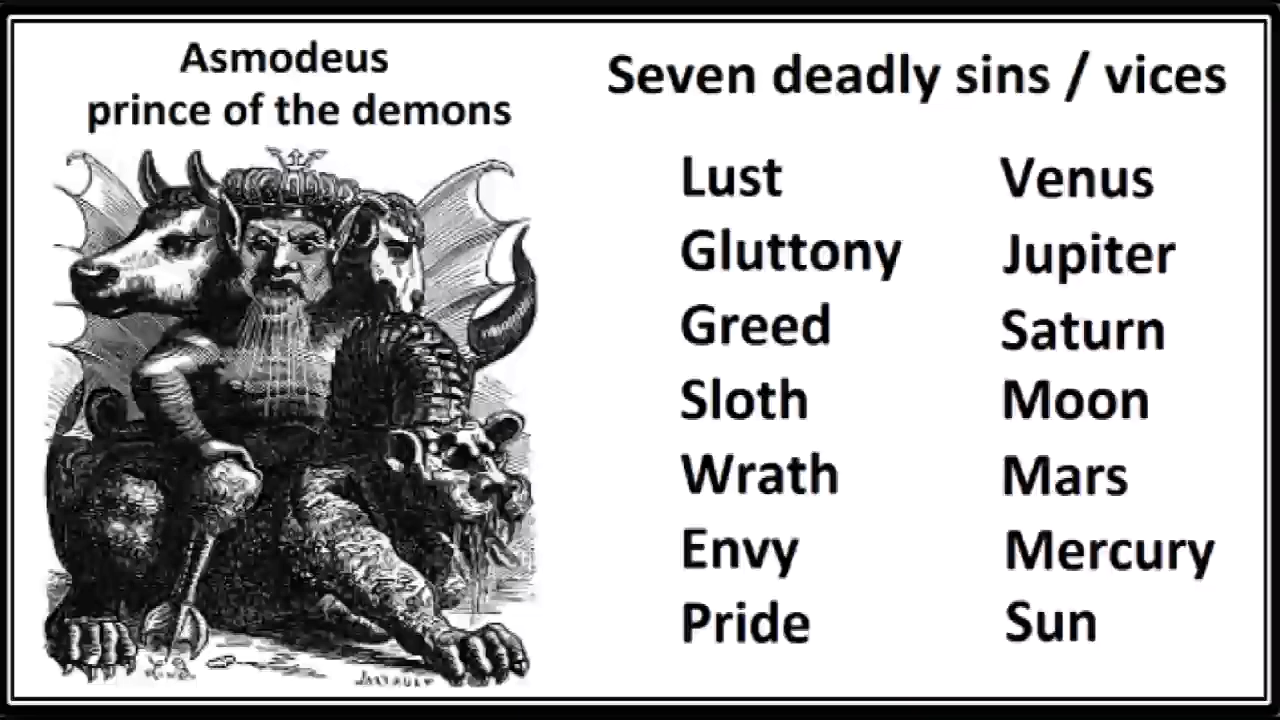 Asmodeus
prince of the demons
Seven deadly sins / vices
Lust Venus
Gluttony Jupiter
Greed Saturn
Sloth Moon
Wrath Mars
Envy Mercury
Pride Sun